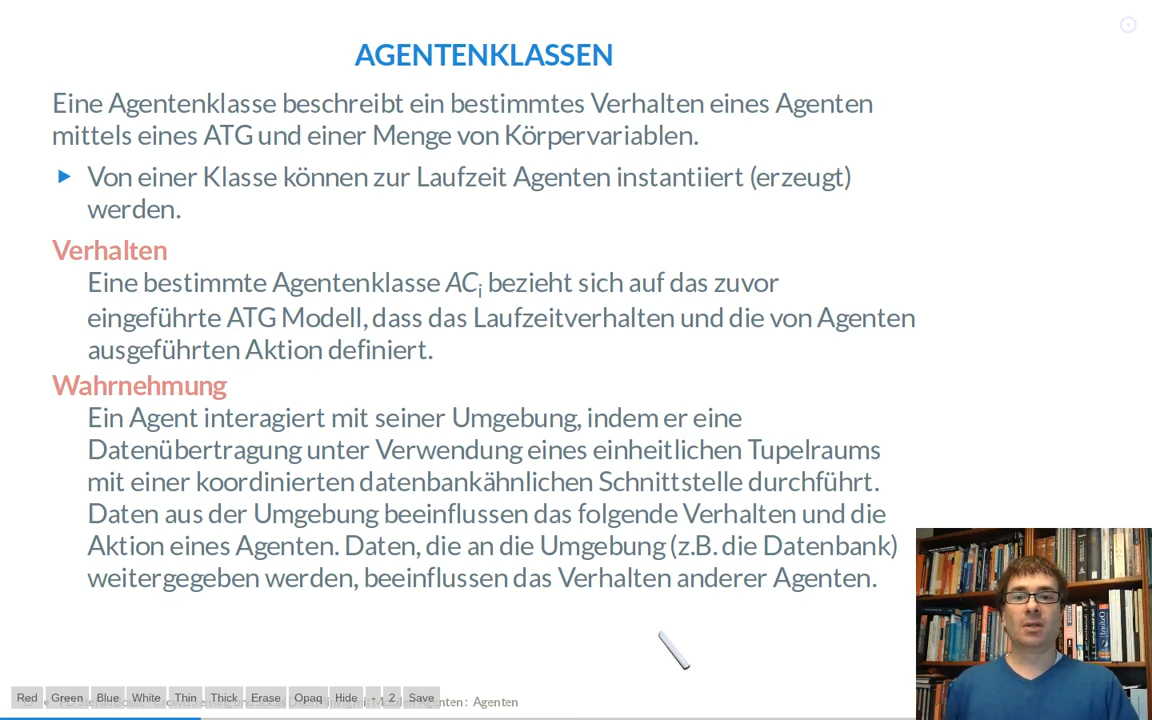 AGENTENKLASSEN
Eine Agentenklasse beschreibt ein bestimmtes Verhalten eines Agenten
mittels eines ATG und einer Menge von Körpervariablen.
Von einer Klasse können zur Laufzeit Agenten instantiiert (erzeugt)
werden.
Verhalten
Eine bestimmte Agentenklasse ACi bezieht sich auf das zuvor
eingeführte ATG Modell, dass das Laufzeitverhalten und die von Agenten
ausgeführten Aktion definiert.
Wahrnehmung
Ein Agent interagiert mit seiner Umgebung, indem er eine
Datenübertragung unter Verwendung eines einheitlichen Tupelraums
mit einer koordinierten datenbankähnlichen Schnittstelle durchführt.
Daten aus der Umgebung beeinflussen das folgende Verhalten und die
Aktion eines Agenten. Daten, die an die Umgebung (z.B. die Datenbank)
weitergegeben werden, beeinflussen das Verhalten anderer Agenten.
Red Green Blue White Thin Thick Erase Opaq Hide - 2 Save
: Agenten